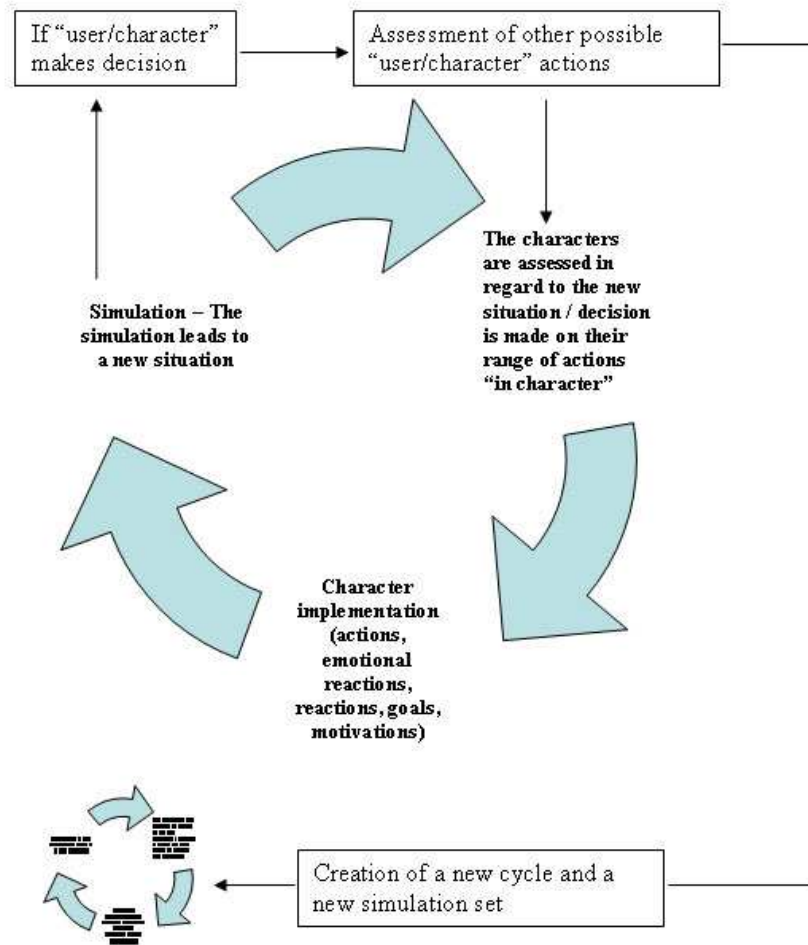 If “user/character”
makes decision
Assessment of other possible
“user/character” actions
The characters
are assessed in
regard to the new
situation / decision
is made on their
range of actions
“in character”
Simulation – The
simulation leads to
a new situation
Character
implementation
(actions,
emotional
reactions,
reactions, goals,
motivations)
Creation of a new cycle and a
new simulation set